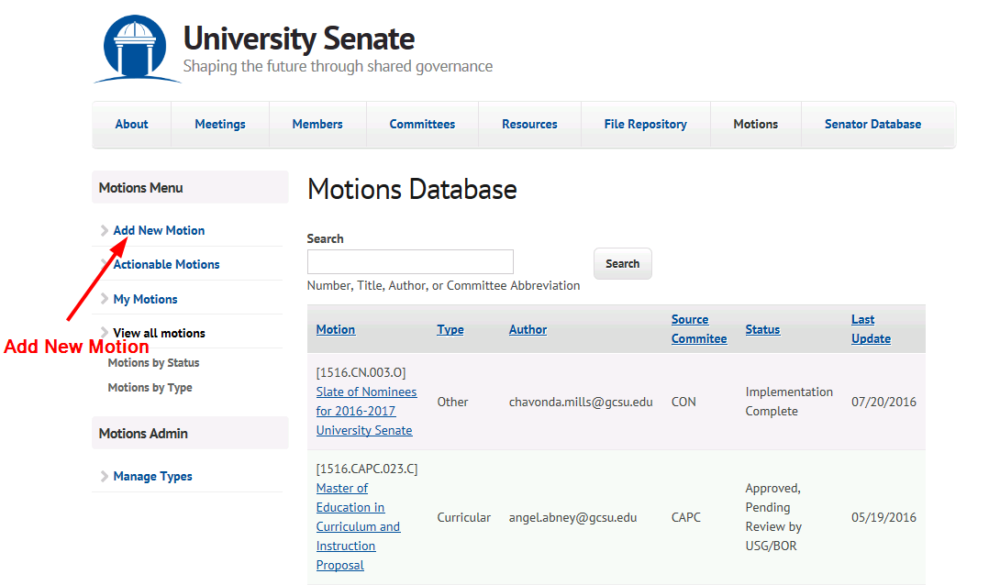 University Senate
Shaping the future through shared governance
About Meetings Members Committees Resources File Repository Motions Senator Database
Motions Menu
Add New Motion
Actionable Motions
My Motions
View all motions
Add New Motion
Motions by Status
Motions by Type
Motions Admin
Manage Types
Motions Database
Search
Search
Number, Title, Author, or Committee Abbreviation
Motion Type Author Source Commitee Status Last Update
[1516.CN.003.O]
Slate of Nominees
for 2016-2017
University Senate
Other
chavonda.mills@gcsu.edu
CON
Implementation
Complete
07/20/2016
[1516.CAPC.023.C]
Master of
Education in
Curriculum and
Instruction
Proposal
Curricular
angel.abney@gcsu.edu
CAPC
Approved,
Pending
Review by
USG/BOR
05/19/2016